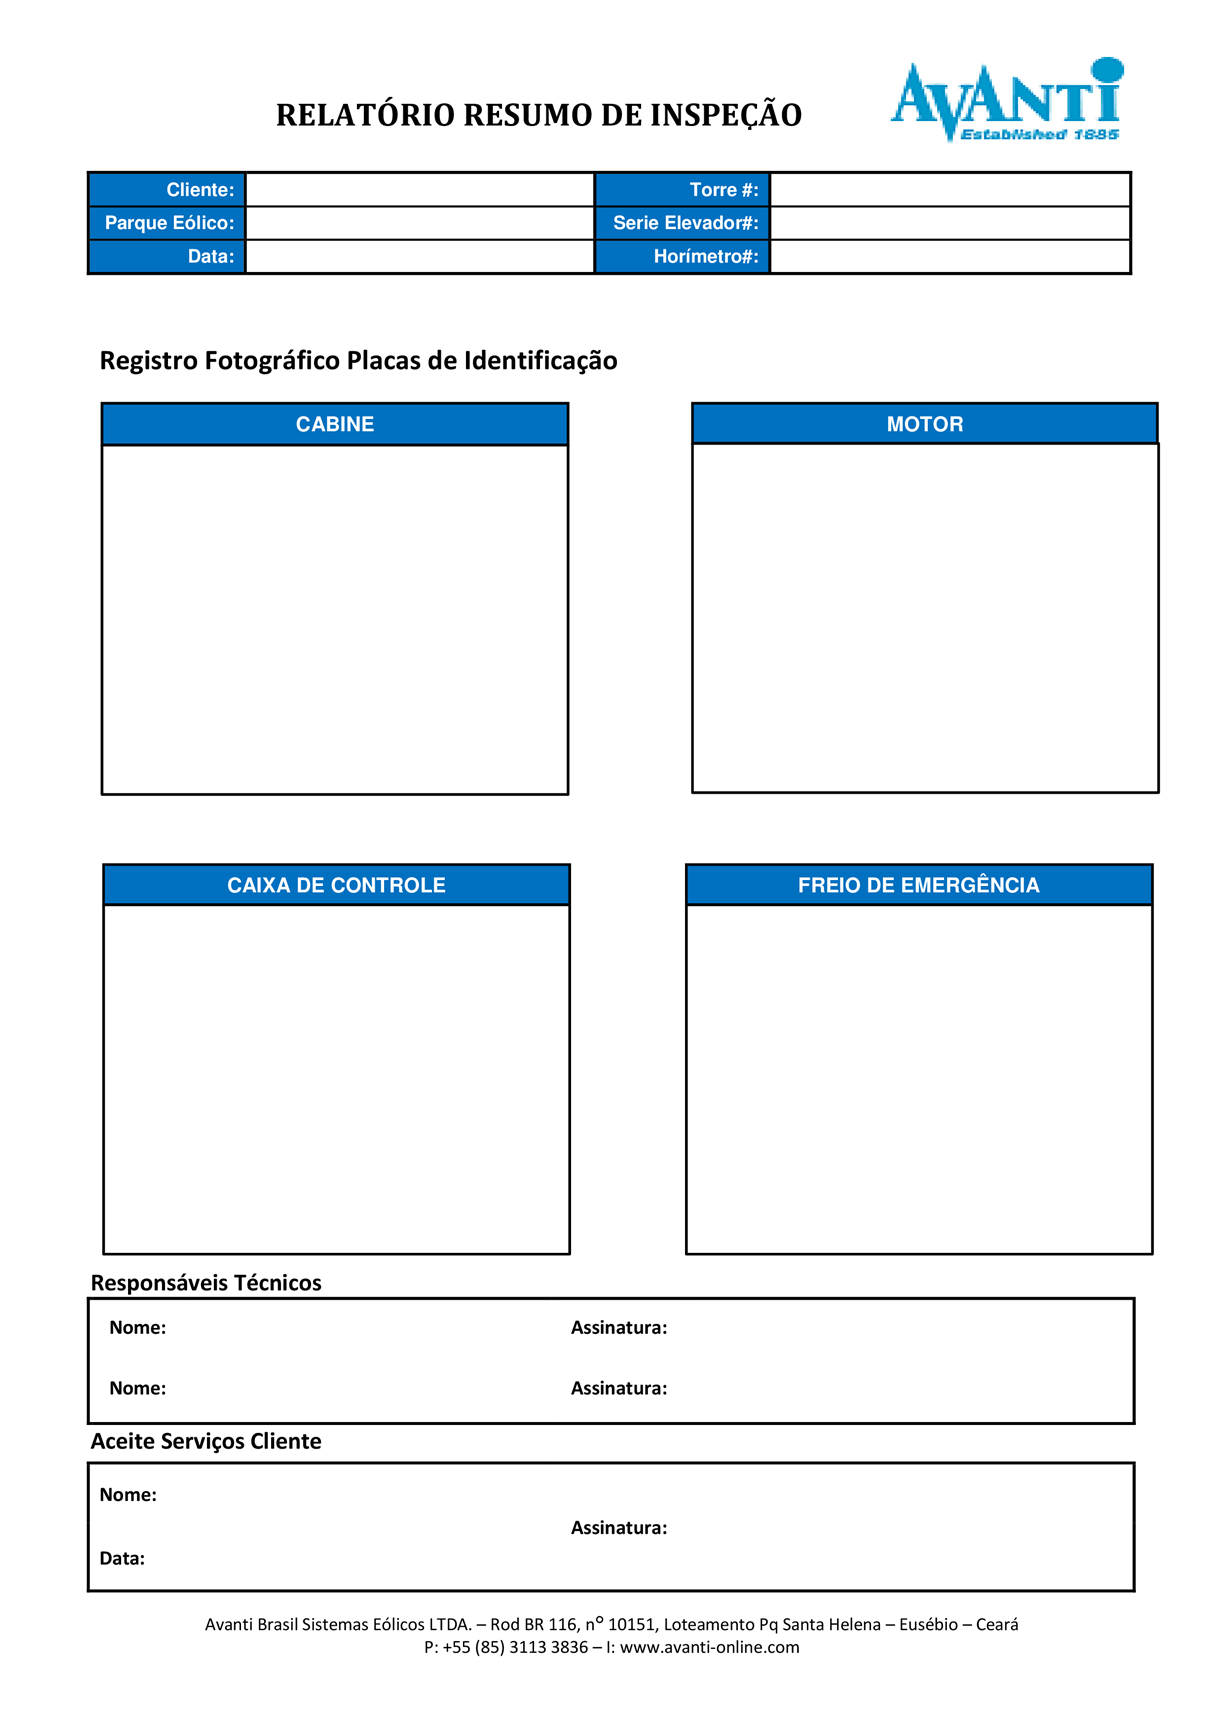 AVANTI
Established 1885
RELATÓRIO RESUMO DE INSPEÇÃO
Cliente: Torre #:
Parque Eólico: Serie Elevador#:
Data: Horímetro#:
Registro Fotográfico Placas de Identificação
CABINE MOTOR
CAIXA DE CONTROLE FREIO DE EMERGÊNCIA
Responsáveis Técnicos
Nome: Assinatura:
Nome: Assinatura:
Aceite Serviços Cliente
Nome:
Assinatura:
Data:
Avanti Brasil Sistemas Eólicos LTDA. – Rod BR 116, nº 10151, Loteamento Pq Santa Helena – Eusébio – Ceará
P: +55 (85) 3113 3836 – I: www.avanti-online.com